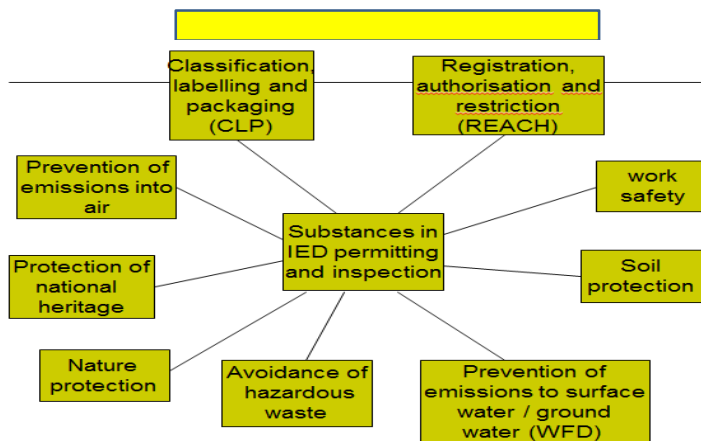 Classification,
labelling and
packaging
(CLP)
Registration,
authorisation and
restriction
(REACH)
Prevention of
emissions into
air
work
safety
Substances in
IED permitting
and inspection
Protection of
national
heritage
Soil
protection
Nature
protection
Avoidance of
hazardous
waste
Prevention of
emissions to surface
water / ground
water (WFD)